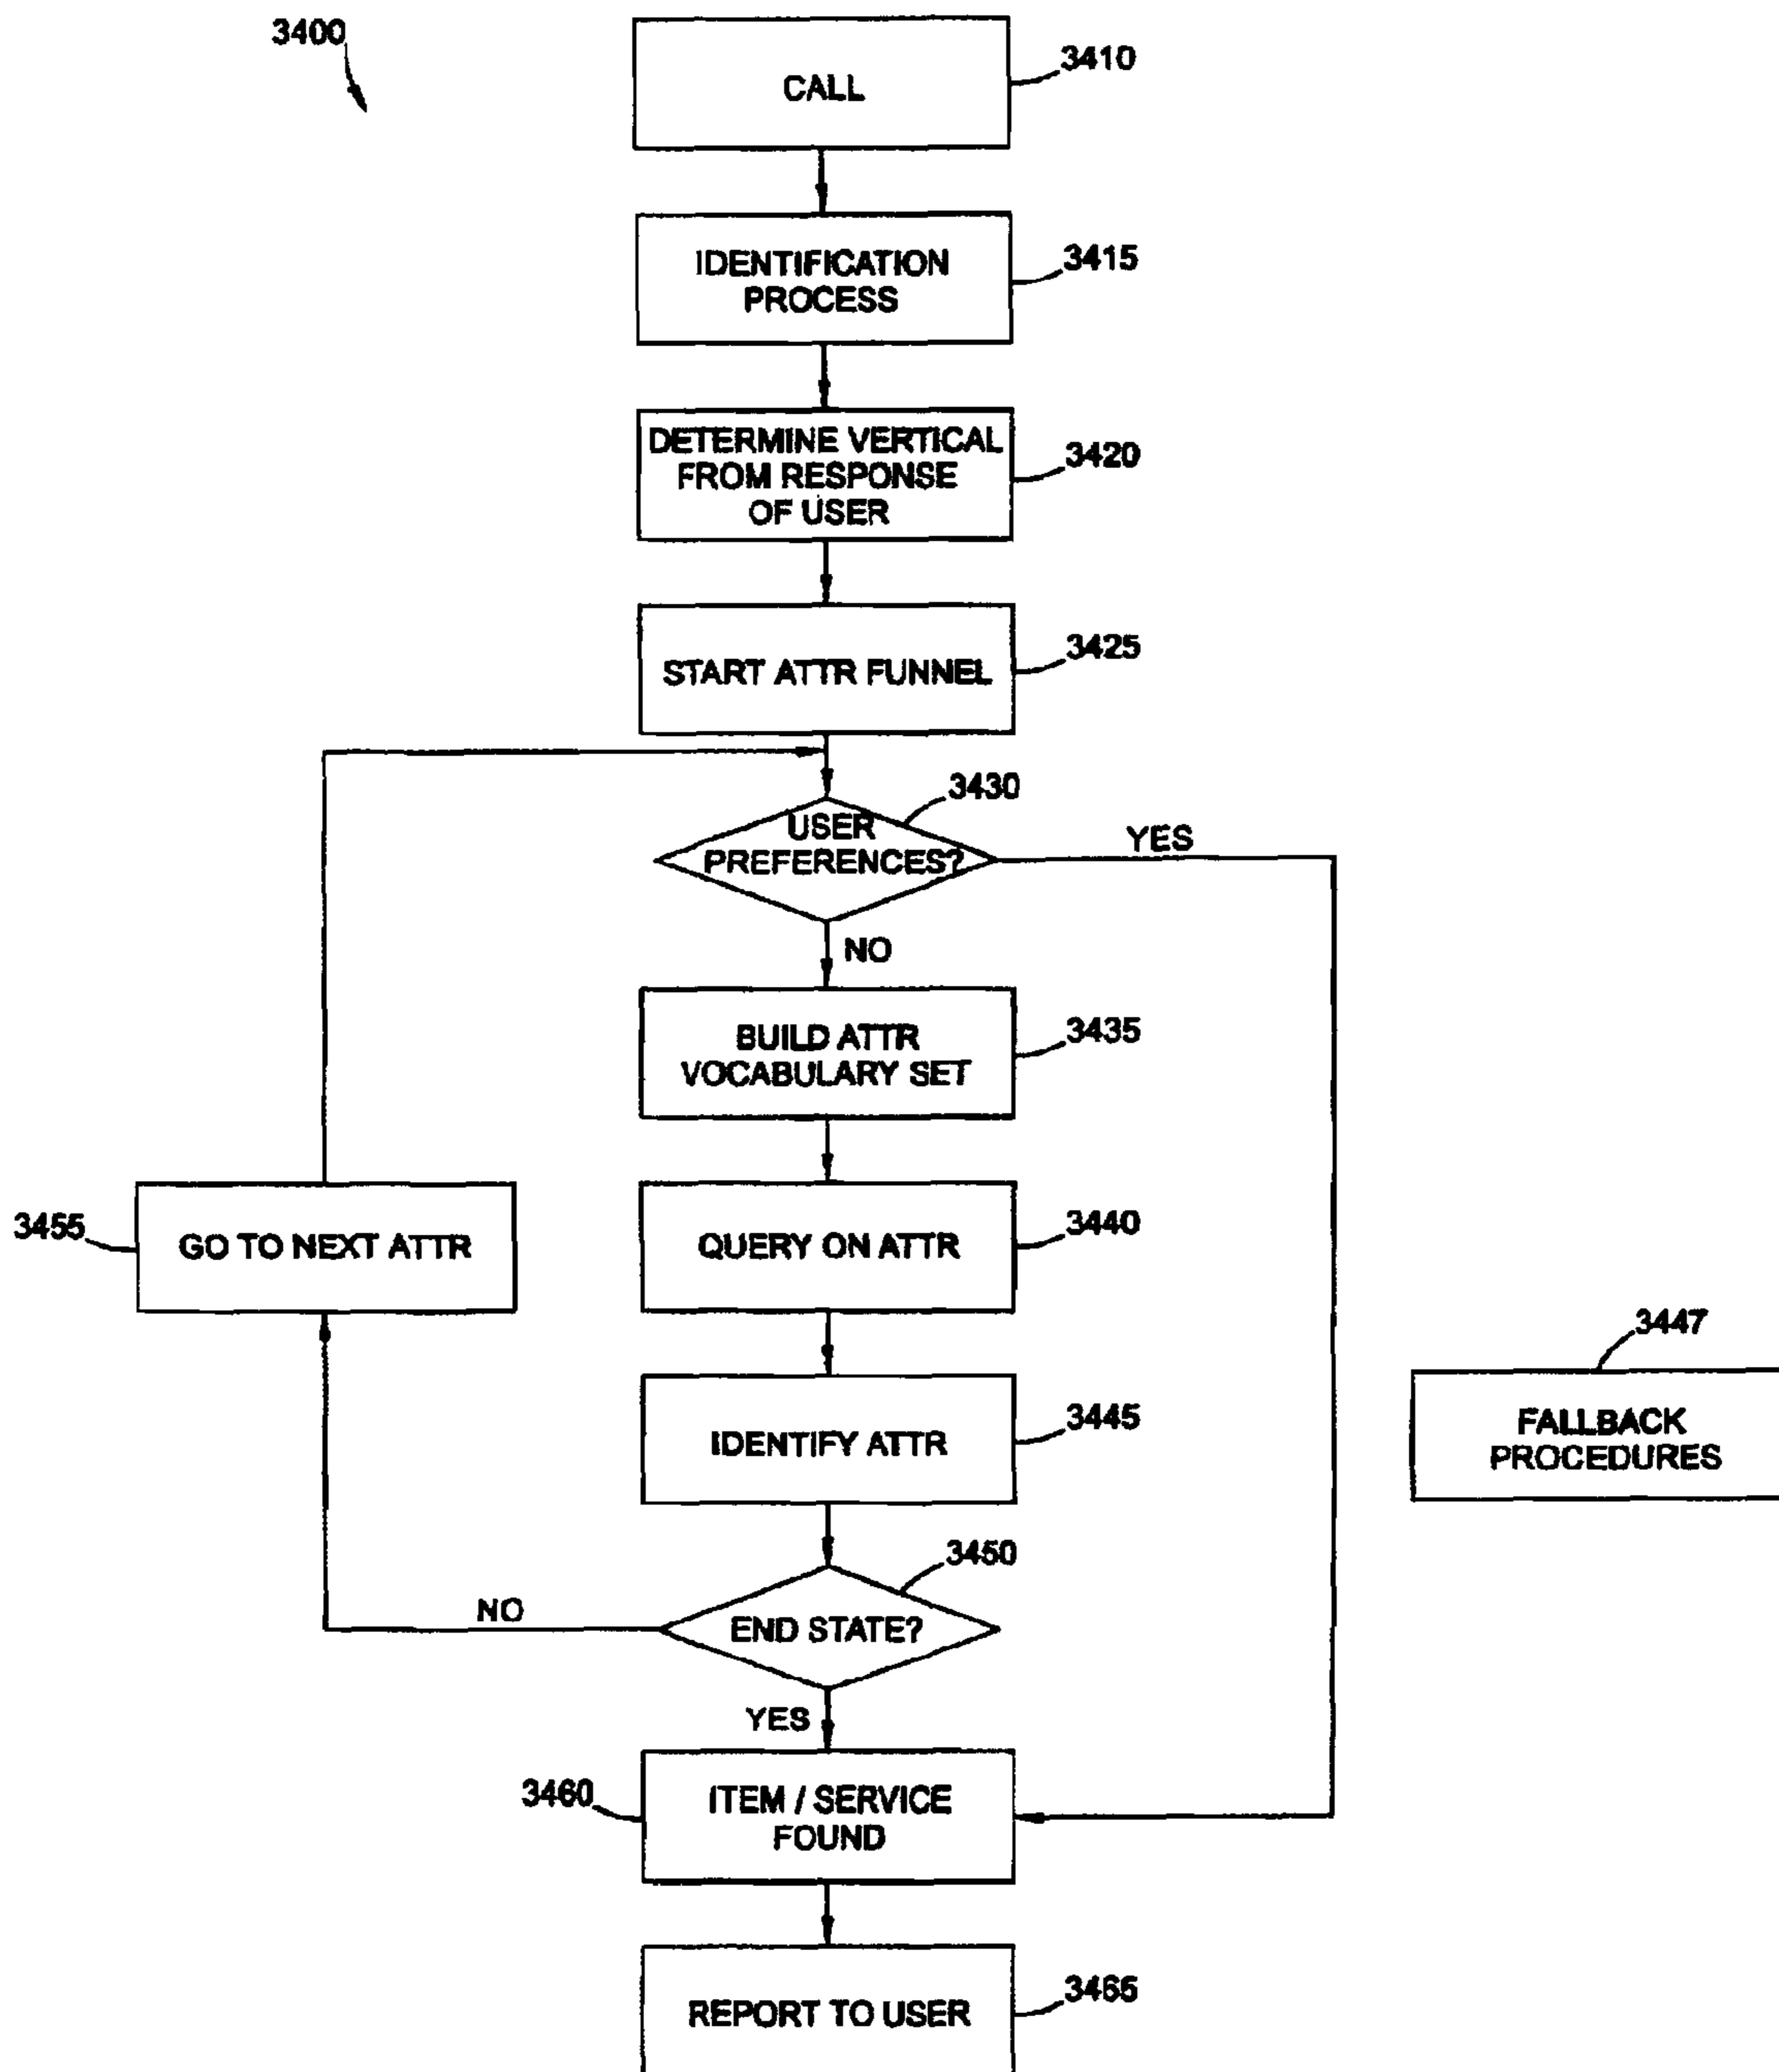 3400
CALL
3410
IDENTIFICATION
PROCESS
3415
DETERMINE VERTICAL
FROM RESPONSE
OF USER
3420
START ATTR FUNNEL
3425
USER
PREFERENCES?
3430
YES
NO
BUILD ATTR
VOCABULARY SET
3435
3455
GO TO NEXT ATTR
QUERY ON ATTR
3440
IDENTIFY ATTR
3445
3447
FALLBACK
PROCEDURES
END STATE?
3450
NO
YES
3460
ITEM / SERVICE
FOUND
REPORT TO USER
3465